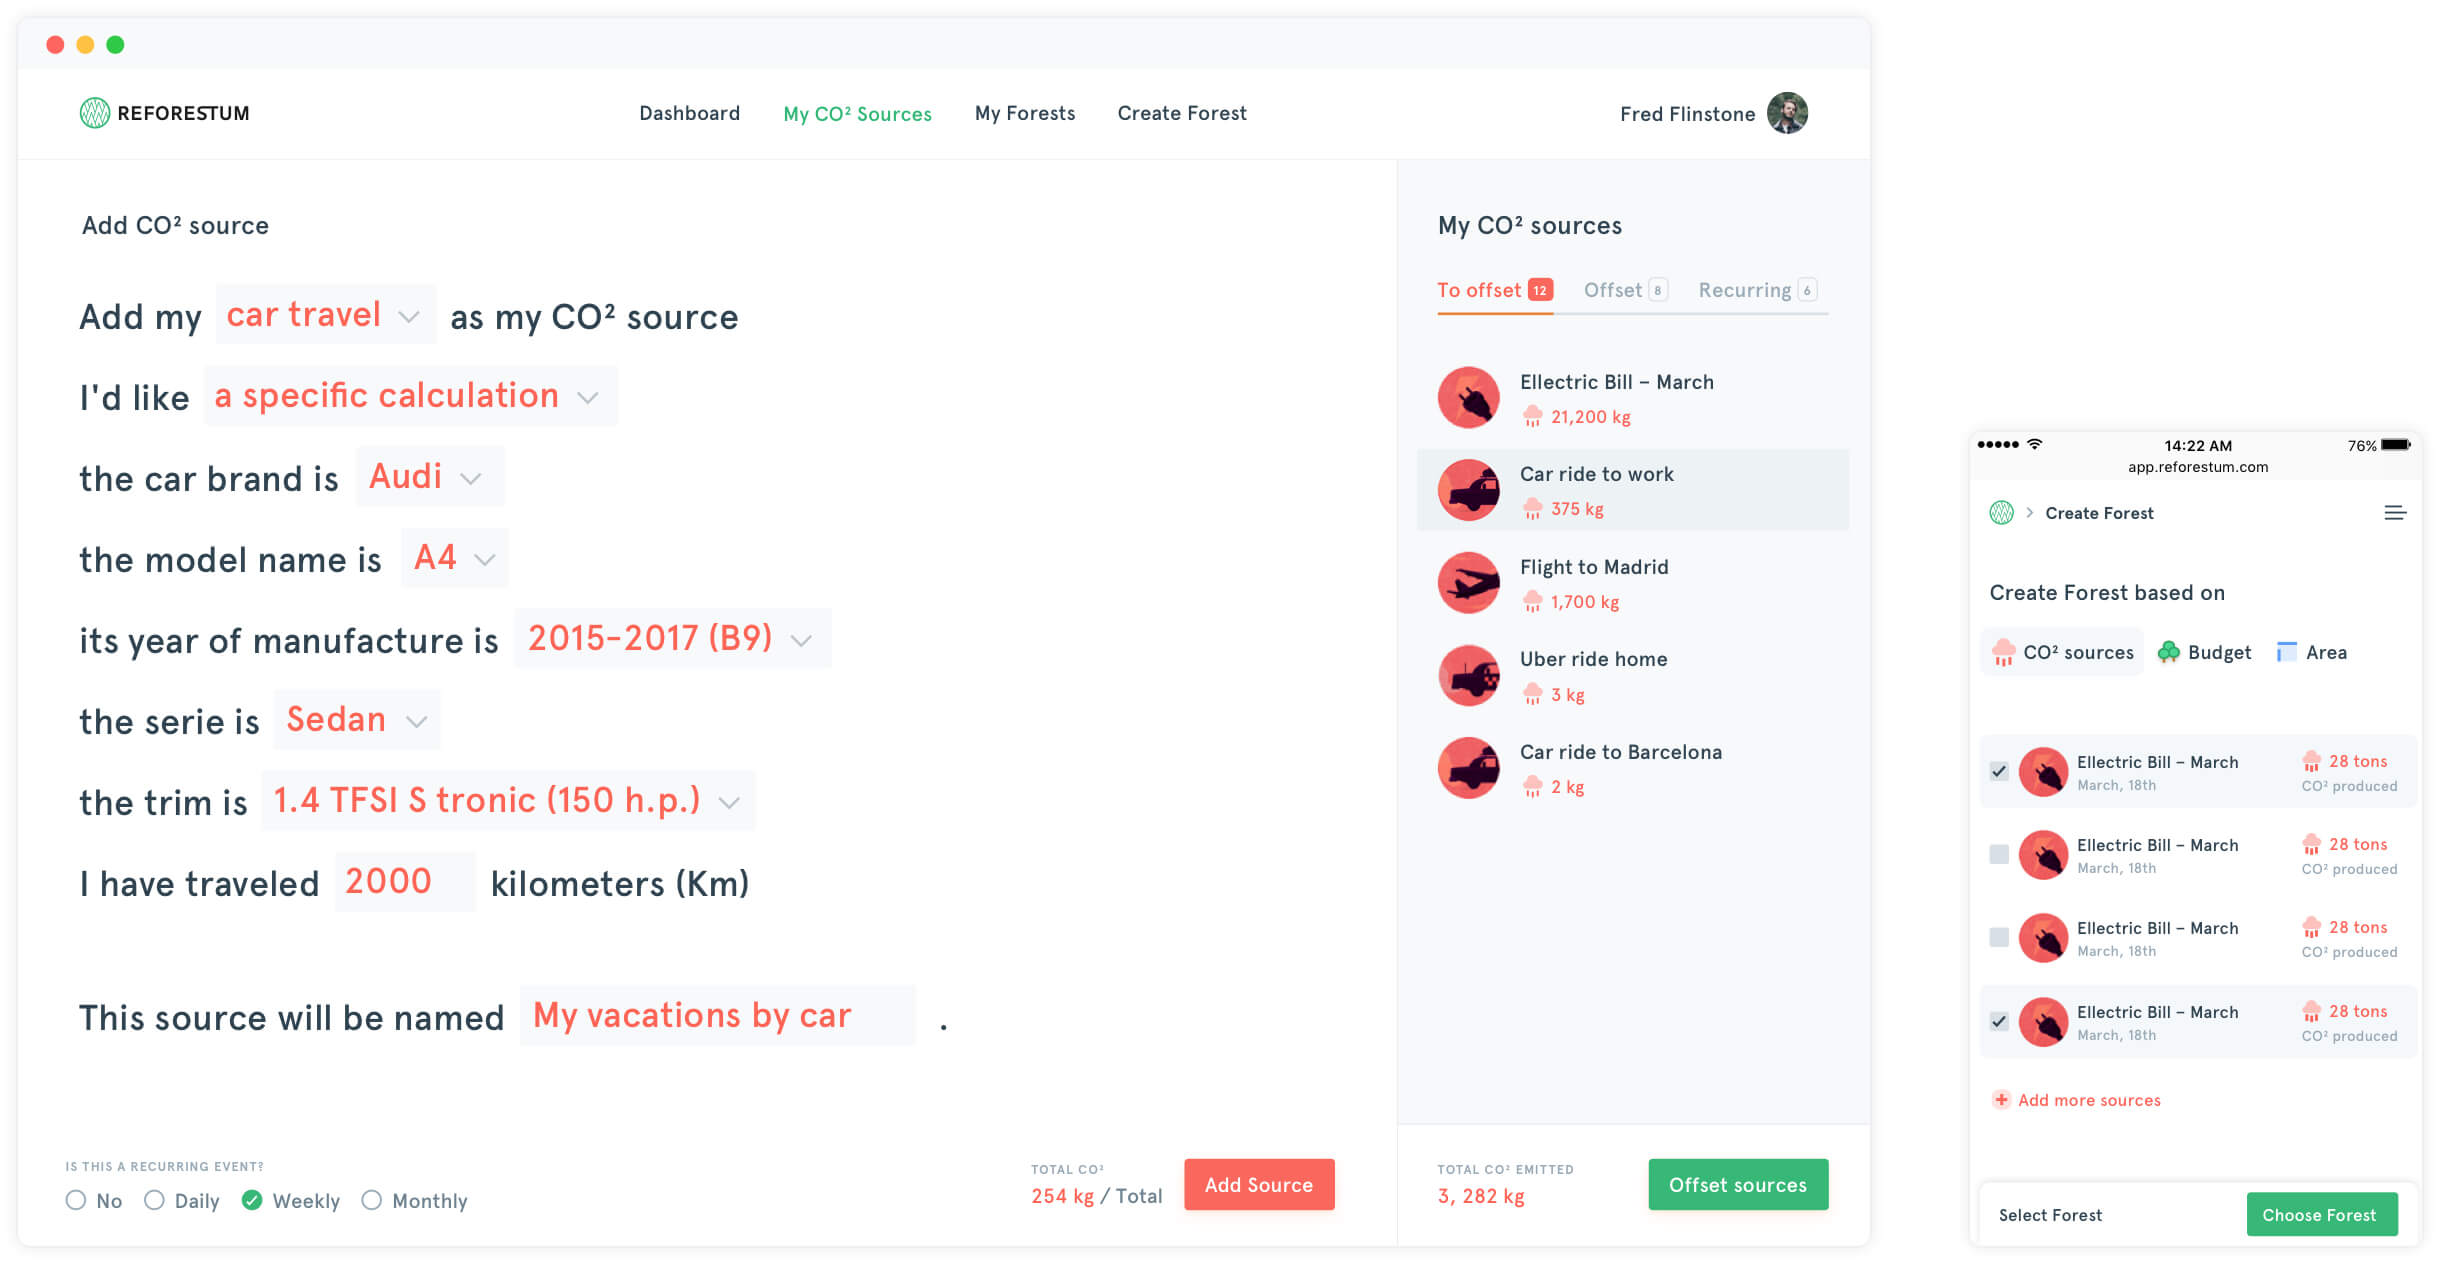 REFORESTUM
Dashboard My CO² Sources My Forests Create Forest
Fred Flinstone
Add CO² source
Add my car travel as my CO² source
I'd like a specific calculation
the car brand is Audi
the model name is A4
its year of manufacture is 2015-2017 (B9)
the serie is Sedan
the trim is 1.4 TFSI S tronic (150 h.p.)
I have traveled 2000 kilometers (Km)
This source will be named My vacations by car .
IS THIS A RECURRING EVENT?
No Daily Weekly Monthly
TOTAL CO²
254 kg / Total
Add Source
My CO² sources
To offset 12 Offset 8 Recurring 6
Ellectric Bill – March
21,200 kg
Car ride to work
375 kg
Flight to Madrid
1,700 kg
Uber ride home
3 kg
Car ride to Barcelona
2 kg
TOTAL CO² EMITTED
3, 282 kg
Offset sources
14:22 AM 76%
app.reforestum.com
Create Forest
Create Forest based on
CO² sources Budget Area
Ellectric Bill – March 28 tons
March, 18th CO² produced
Ellectric Bill – March 28 tons
March, 18th CO² produced
Ellectric Bill – March 28 tons
March, 18th CO² produced
Ellectric Bill – March 28 tons
March, 18th CO² produced
Add more sources
Select Forest Choose Forest